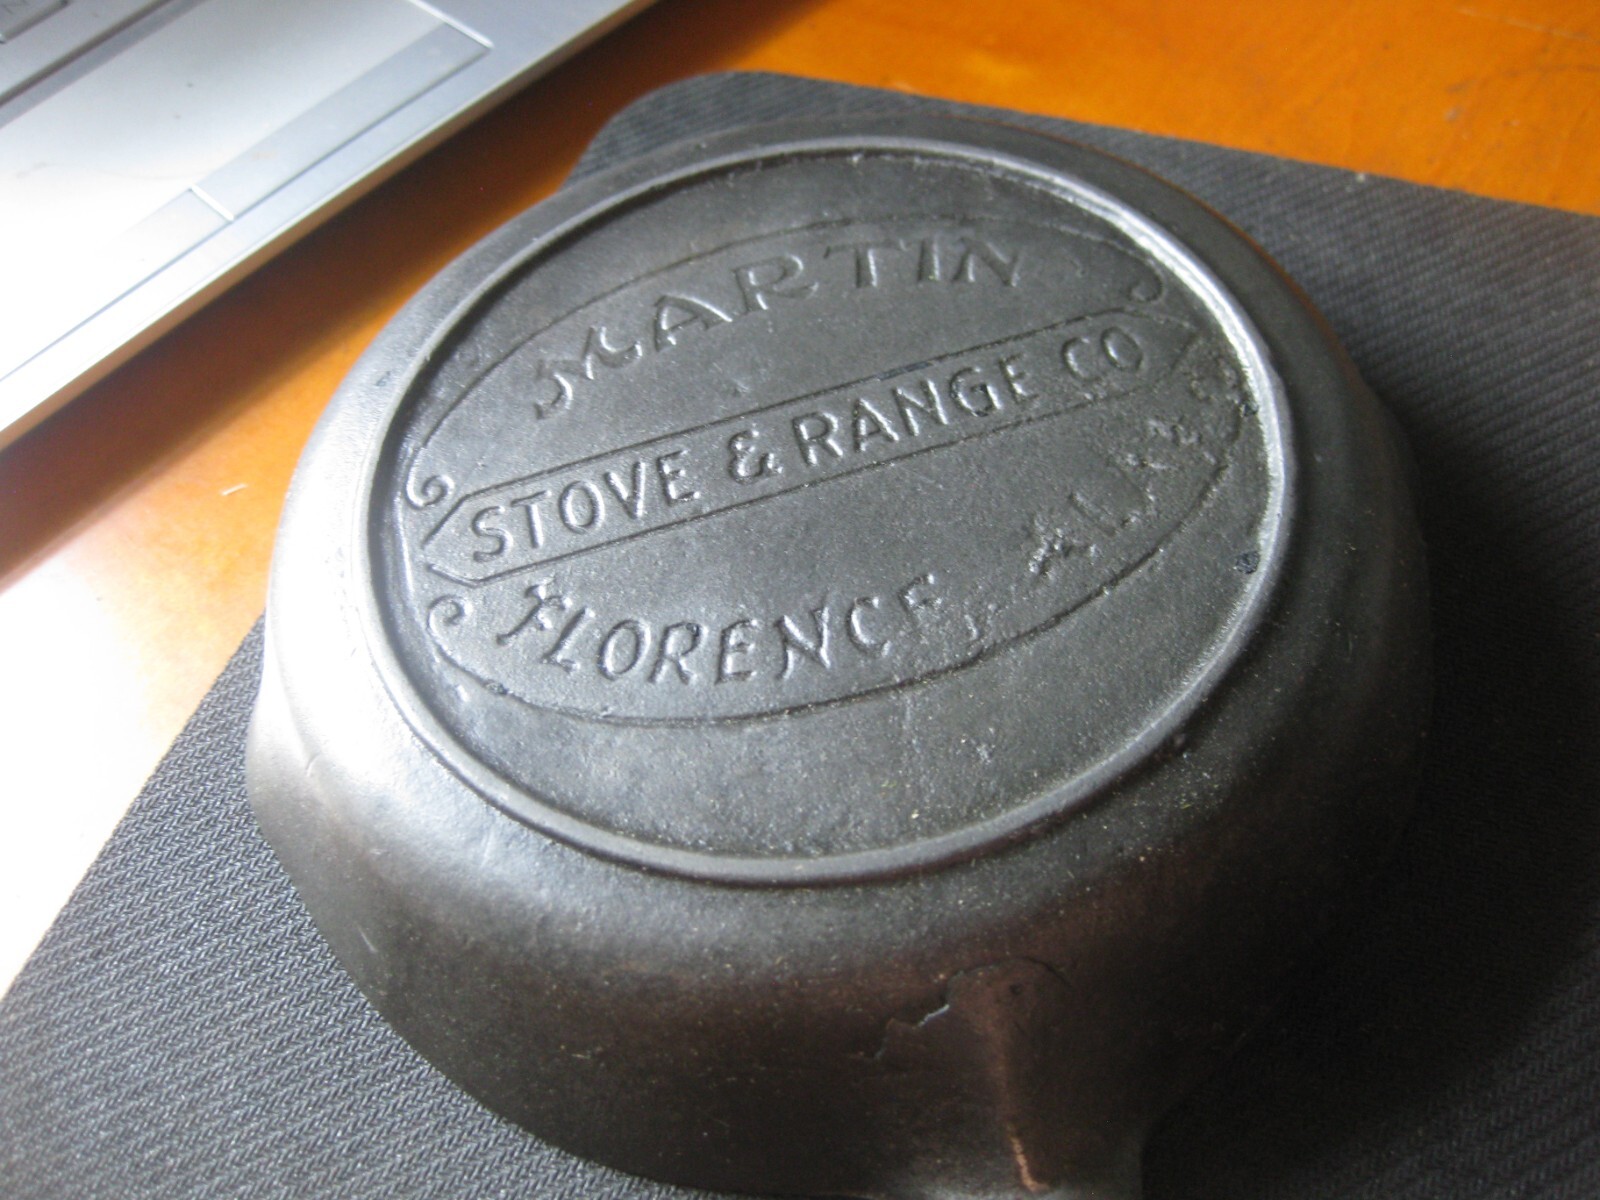 MARTIN
STOVE & RANGE CO
FLORENCE, ALA.